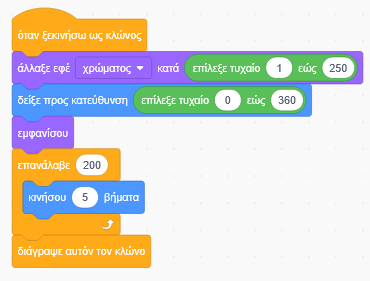 όταν ξεκινήσω ως κλώνος
άλλαξε εφέ χρώματος κατά επίλεξε τυχαίο 1 εώς 250
δείξε προς κατεύθυνση επίλεξε τυχαίο 0 εώς 360
εμφανίσου
επανάλαβε 200
κινήσου 5 βήματα
διάγραψε αυτόν τον κλώνο